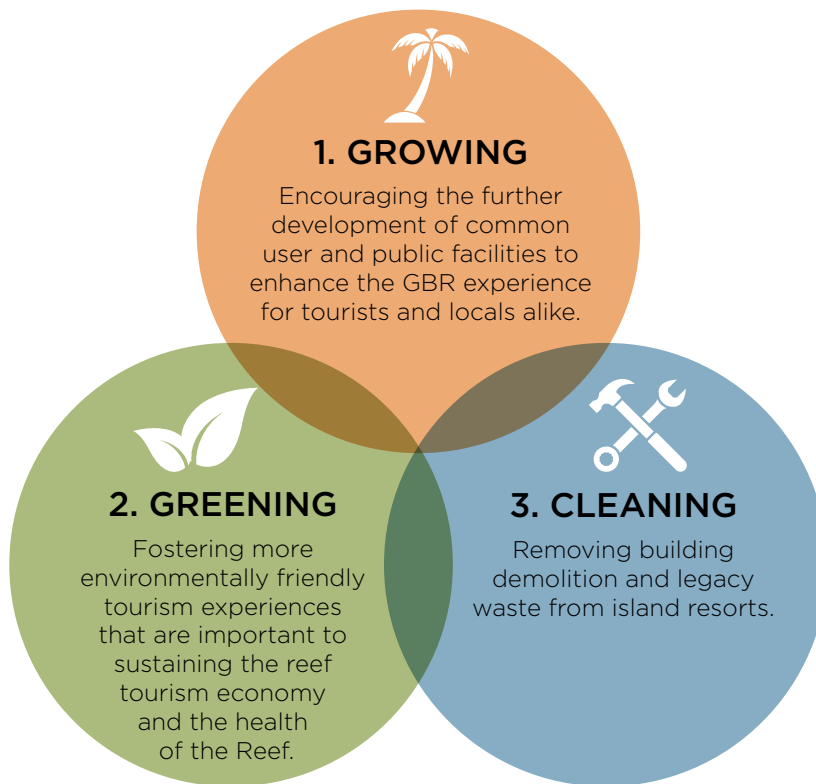 1. GROWING
Encouraging the further
development of common
user and public facilities to
enhance the GBR experience
for tourists and locals alike.
2. GREENING
Fostering more
environmentally friendly
tourism experiences
that are important to
sustaining the reef
tourism economy
and the health
of the Reef.
3. CLEANING
Removing building
demolition and legacy
waste from island resorts.